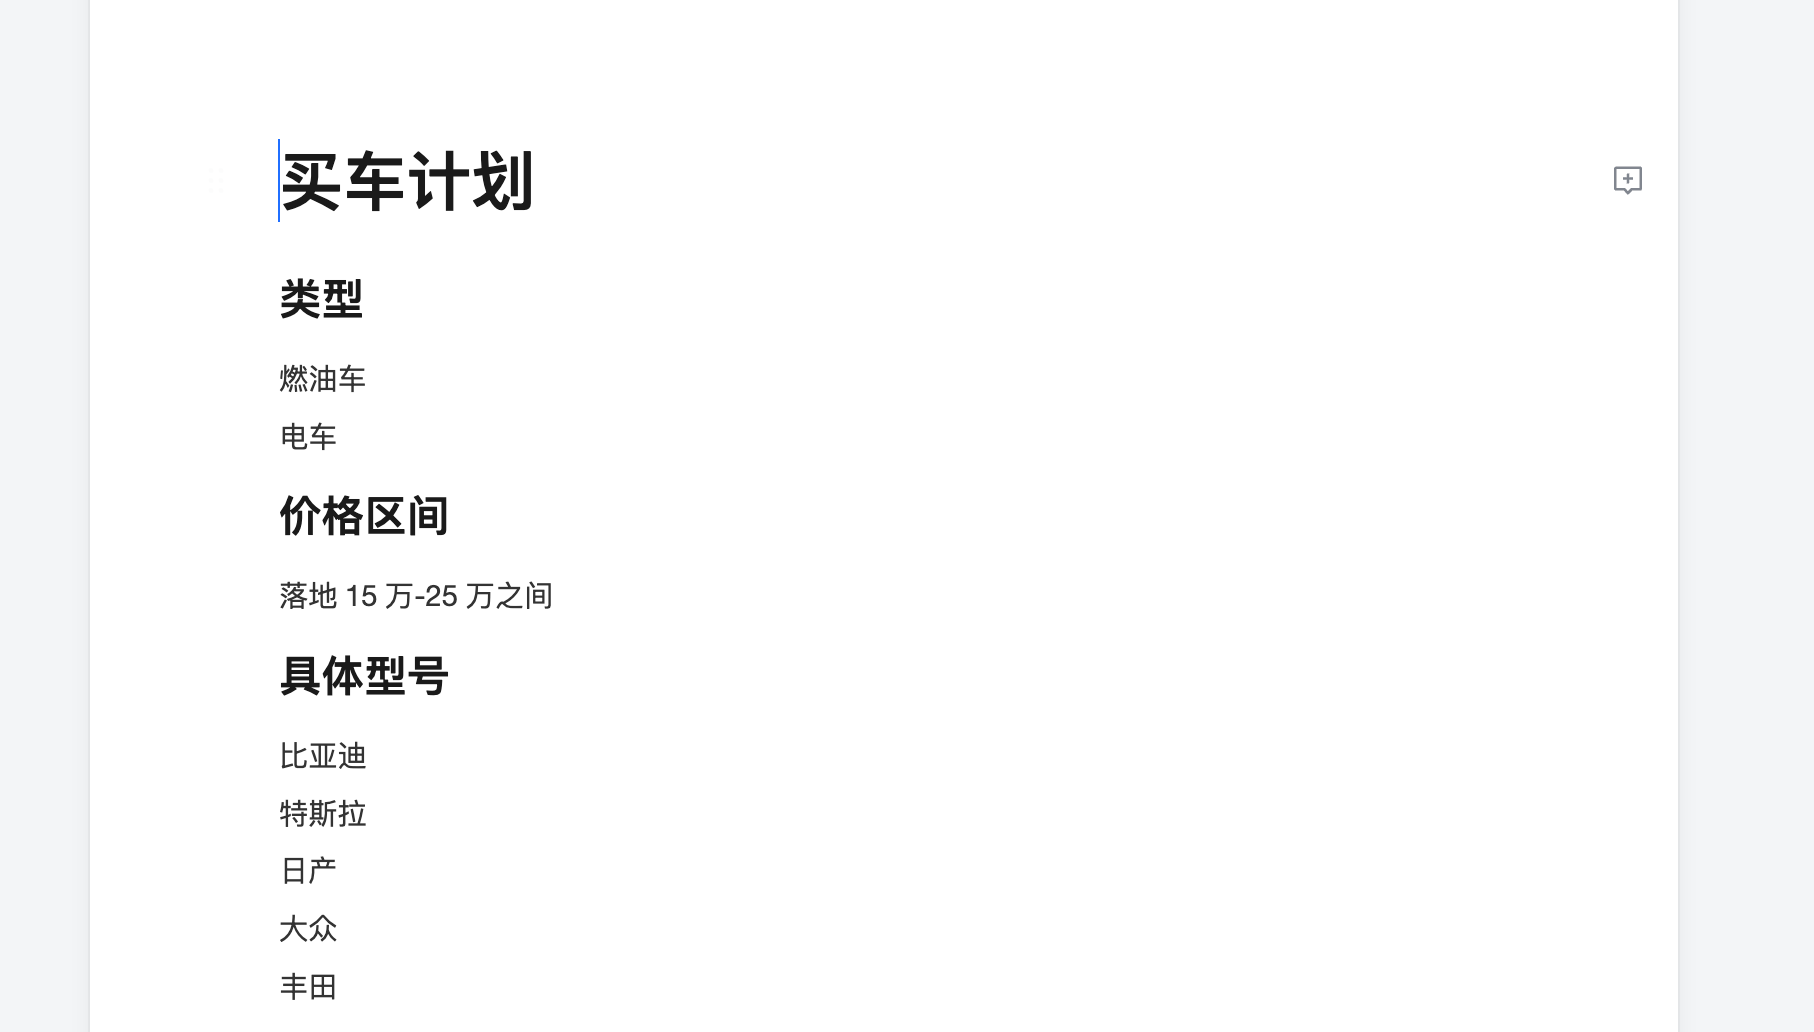 买车计划
类型
燃油车
电车
价格区间
落地 15 万-25 万之间
具体型号
比亚迪
特斯拉
日产
大众
丰田